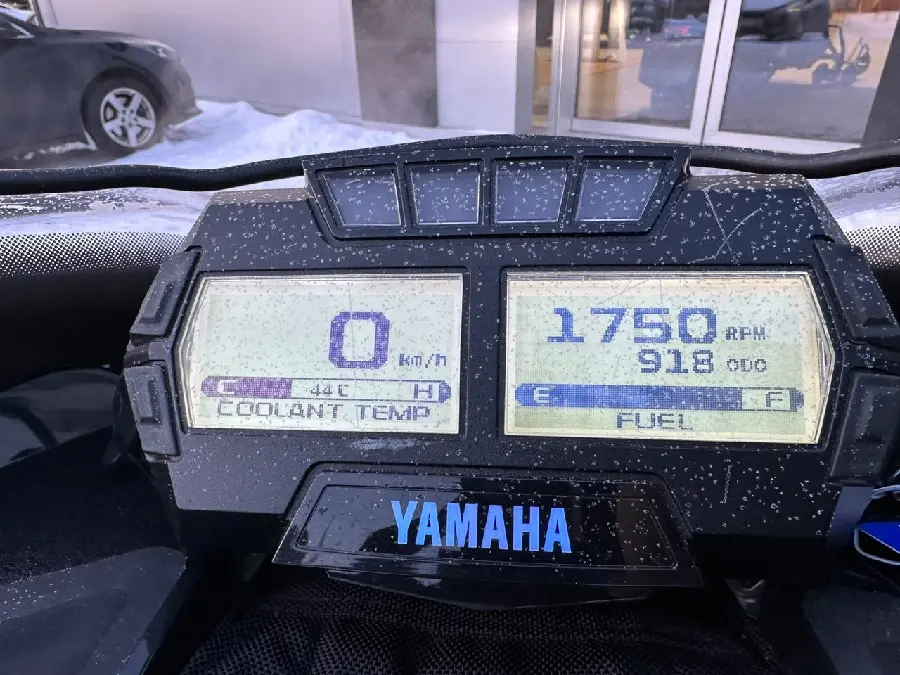 0 km/h
C 44C H
COOLANT TEMP
1750 RPM
918 ODO
E F
FUEL
YAMAHA